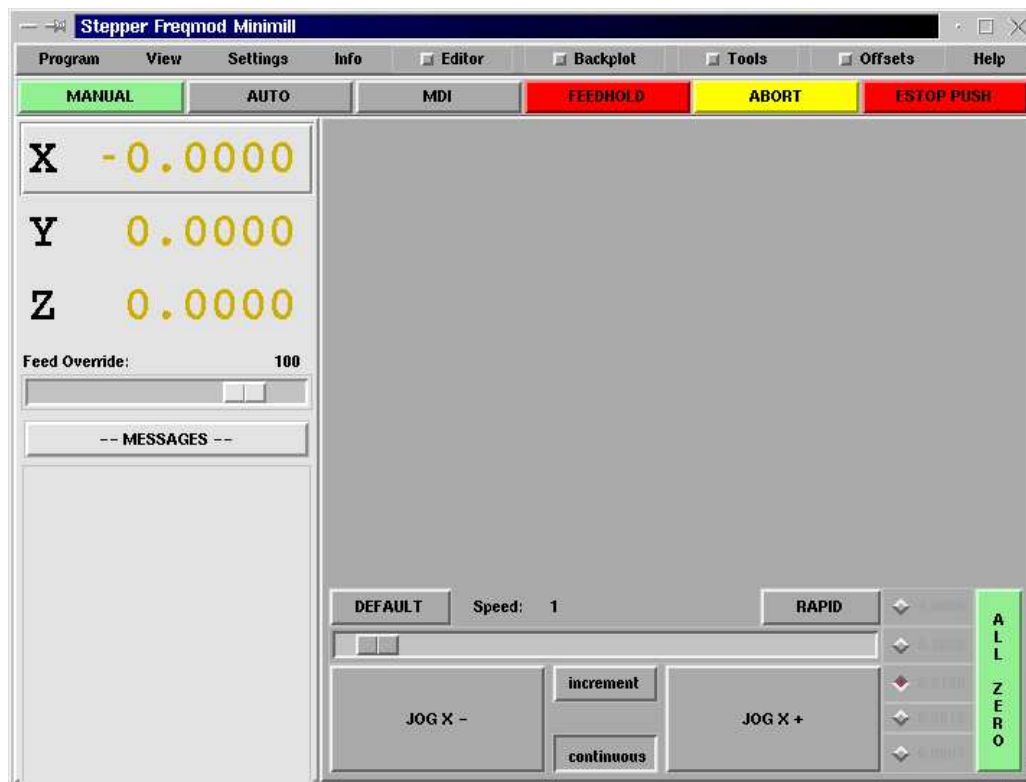 Stepper Freqmod Minimill
Program View Settings Info Editor Backplot Tools Offsets Help
MANUAL AUTO MDI FEEDHOLD ABORT ESTOP PUSH
X -0.0000
Y 0.0000
Z 0.0000
Feed Override: 100
-- MESSAGES --
DEFAULT Speed: 1 RAPID
JOG X -
increment
continuous
JOG X +
ALL ZERO